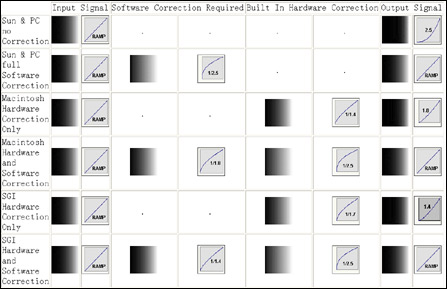 Input Signal Software Correction Required Built In Hardware Correction Output Signal
Sun & PC
no
Correction
RAMP
.
.
.
.
2.5
Sun & PC
full
Software
Correction
RAMP
1/2.5
.
.
RAMP
Macintosh
Hardware
Correction
Only
RAMP
.
.
1/1.4
1.8
Macintosh
Hardware
and
Software
Correction
RAMP
1/1.8
1/2.5
RAMP
SGI
Hardware
Correction
Only
RAMP
.
.
1/1.7
1.4
SGI
Hardware
and
Software
Correction
RAMP
1/1.4
1/2.5
RAMP